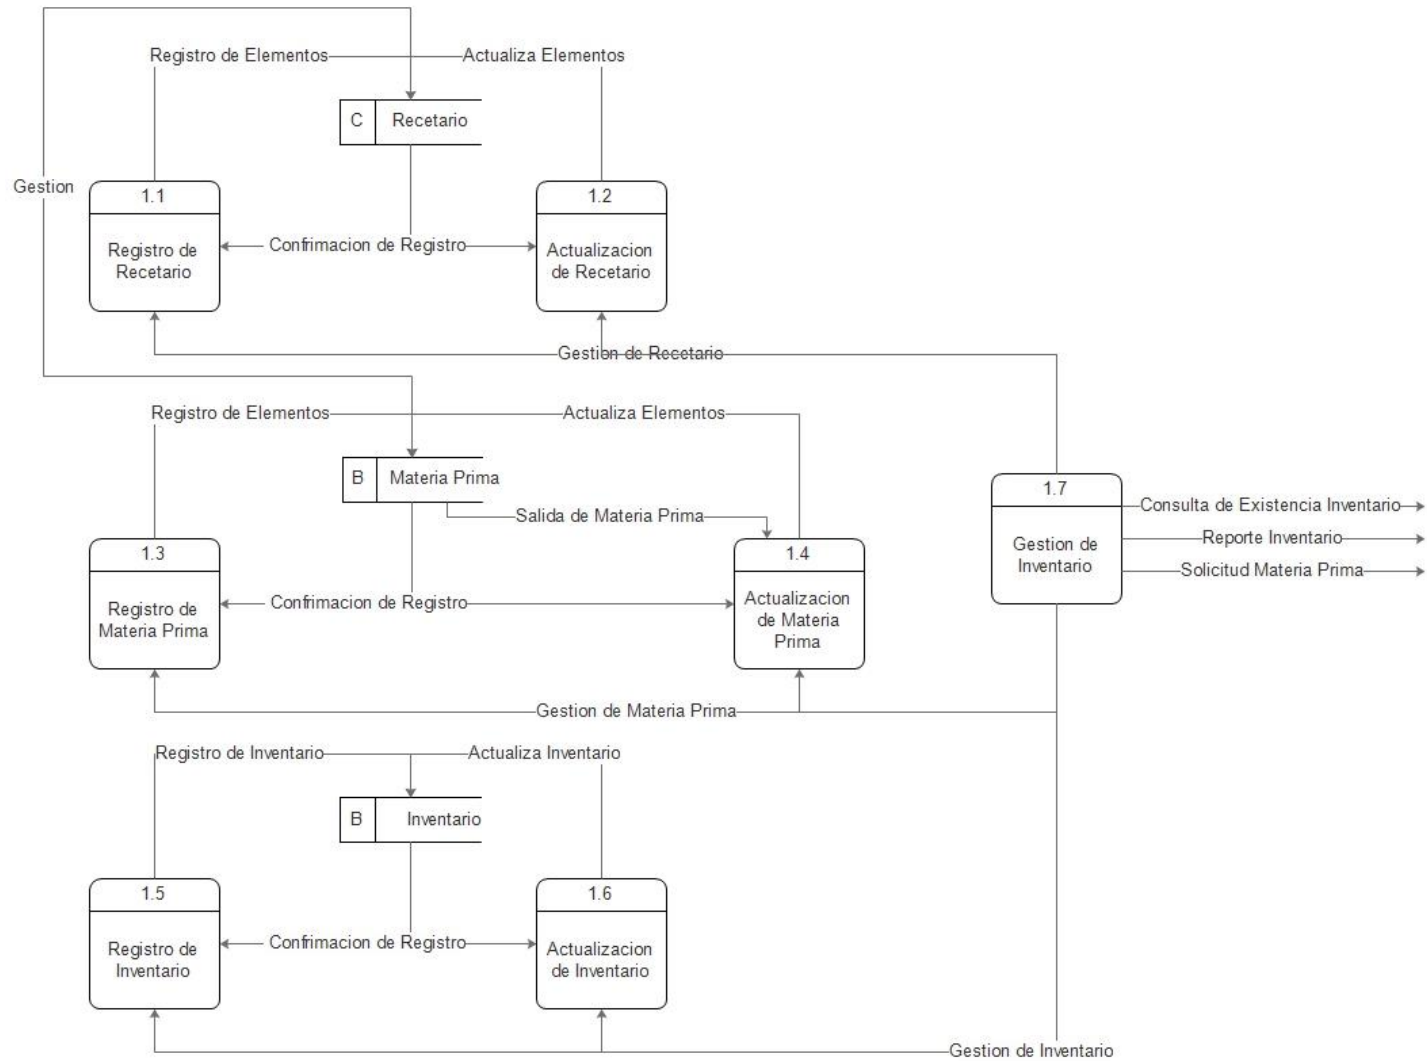 Registro de Elementos
Actualiza Elementos
C
Recetario
Gestion
1.1
Registro de
Recetario
Confrimacion de Registro
1.2
Actualizacion
de Recetario
Gestion de Recetario
Registro de Elementos
Actualiza Elementos
B
Materia Prima
Salida de Materia Prima
1.3
Registro de
Materia Prima
Confrimacion de Registro
1.4
Actualizacion
de Materia
Prima
1.7
Gestion de
Inventario
Consulta de Existencia Inventario
Reporte Inventario
Solicitud Materia Prima
Gestion de Materia Prima
Registro de Inventario
Actualiza Inventario
B
Inventario
1.5
Registro de
Inventario
Confrimacion de Registro
1.6
Actualizacion
de Inventario
Gestion de Inventario